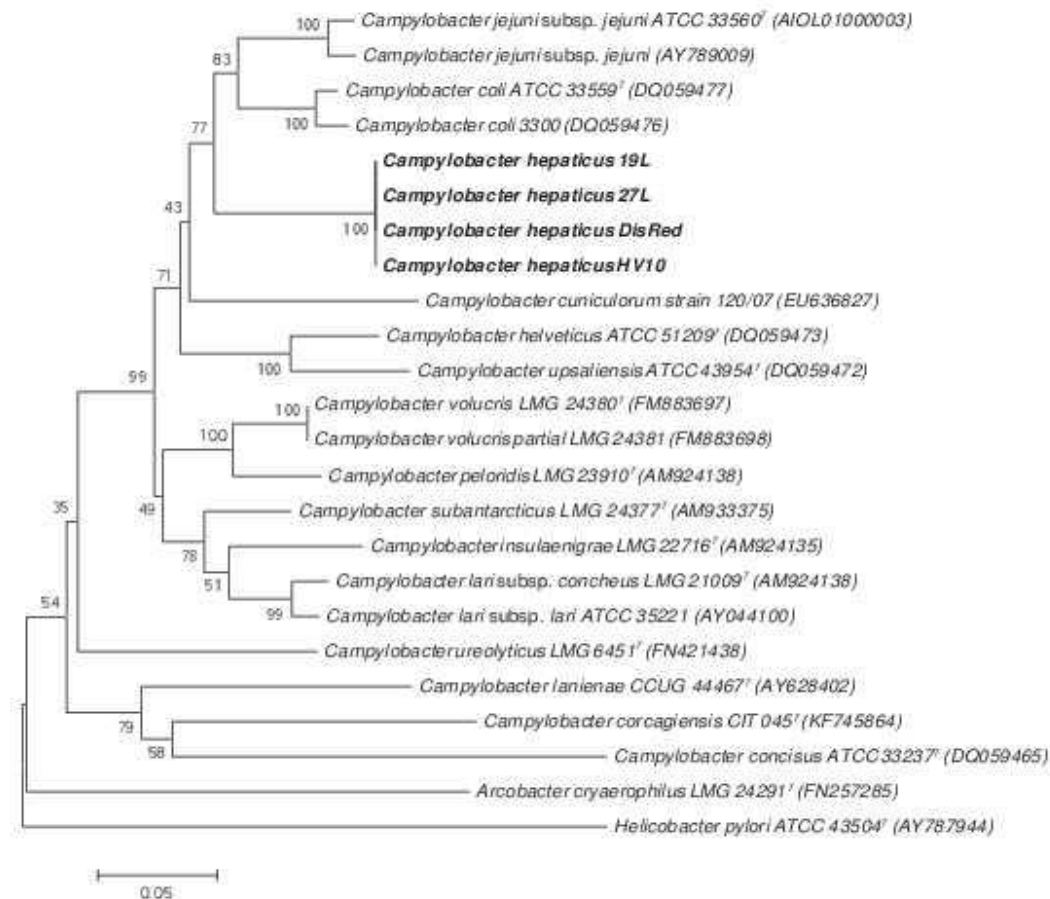 100 Campylobacter jejuni subsp. jejuni ATCC 33560T (AIOL01000003)
Campylobacter jejuni subsp. jejuni (AY789009)
83
Campylobacter coli ATCC 33559T (DQ059477)
100 Campylobacter coli 3300 (DQ059476)
77
Campylobacter hepaticus 19L
Campylobacter hepaticus 27L
43
100 Campylobacter hepaticus DisRed
Campylobacter hepaticus HV10
71
Campylobacter cuniculorum strain 120/07 (EU636827)
Campylobacter helveticus ATCC 51209T (DQ059473)
100 Campylobacter upsaliensis ATCC 43954T (DQ059472)
99
100 Campylobacter volucris LMG 24380T (FM883697)
100 Campylobacter volucris partial LMG 24381 (FM883698)
Campylobacter peloridis LMG 23910T (AM924138)
35 49
Campylobacter subantarcticus LMG 24377T (AM933375)
78 Campylobacter insulaenigrae LMG 22716T (AM924135)
51 Campylobacter lari subsp. concheus LMG 21009T (AM924138)
54 99 Campylobacter lari subsp. lari ATCC 35221 (AY044100)
Campylobacter ureolyticus LMG 6451T (FN421438)
Campylobacter lanienae CCUG 44467T (AY628402)
79 Campylobacter corcagiensis CIT 045T (KF745864)
58 Campylobacter concisus ATCC 33237T (DQ059465)
Arcobacter cryaerophilus LMG 24291T (FN257285)
Helicobacter pylori ATCC 43504T (AY787944)
0.05